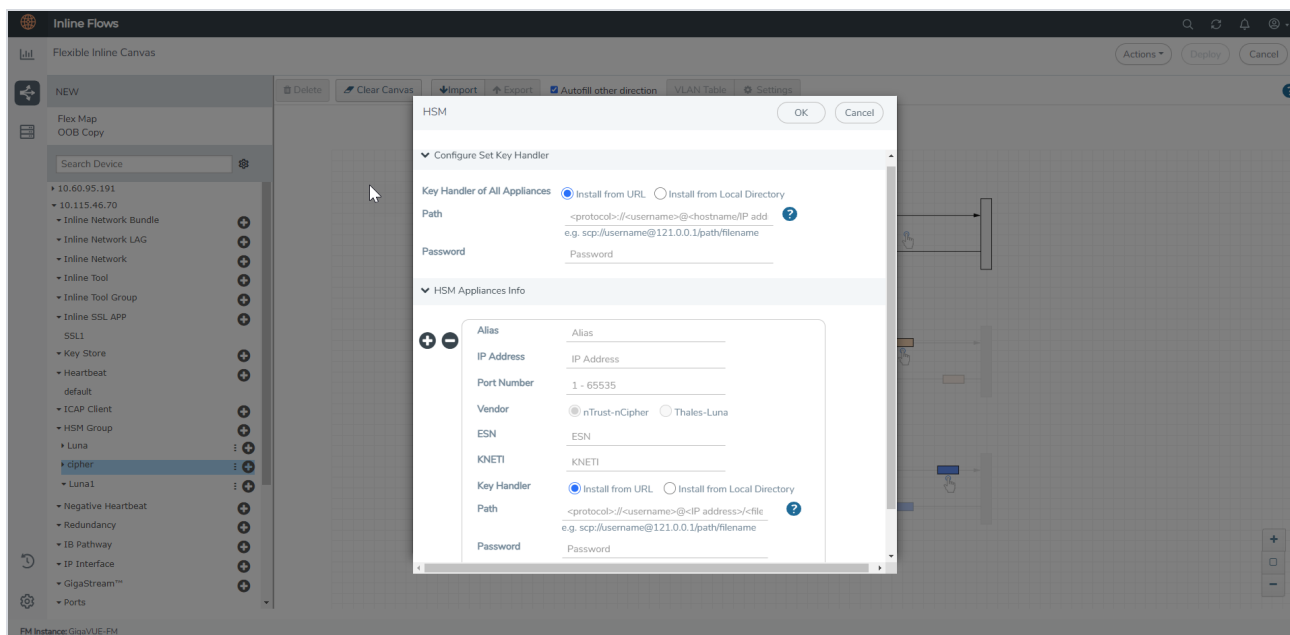 Inline Flows
Flexible Inline Canvas
Actions
Deploy
Cancel
NEW
Delete
Clear Canvas
Import
Export
Autofill other direction
VLAN Table
Settings
Flex Map
OOB Copy
Search Device
10.60.95.191
10.115.46.70
Inline Network Bundle
Inline Network LAG
Inline Network
Inline Tool
Inline Tool Group
Inline SSL APP
SSL1
Key Store
Heartbeat
default
ICAP Client
HSM Group
Luna
cipher
Luna1
Negative Heartbeat
Redundancy
IB Pathway
IP Interface
GigaStream™
Ports
FM Instance: GigaVUE-FM
HSM
OK
Cancel
Configure Set Key Handler
Key Handler of All Appliances
Install from URL
Install from Local Directory
Path
<protocol>://<username>@<hostname/IP add
?
e.g. scp://username@121.0.0.1/path/filename
Password
Password
HSM Appliances Info
Alias
Alias
IP Address
IP Address
Port Number
1 - 65535
Vendor
nTrust-nCipher
Thales-Luna
ESN
ESN
KNETI
KNETI
Key Handler
Install from URL
Install from Local Directory
Path
<protocol>://<username>@<IP address>/<file
?
e.g. scp://username@121.0.0.1/path/filename
Password
Password